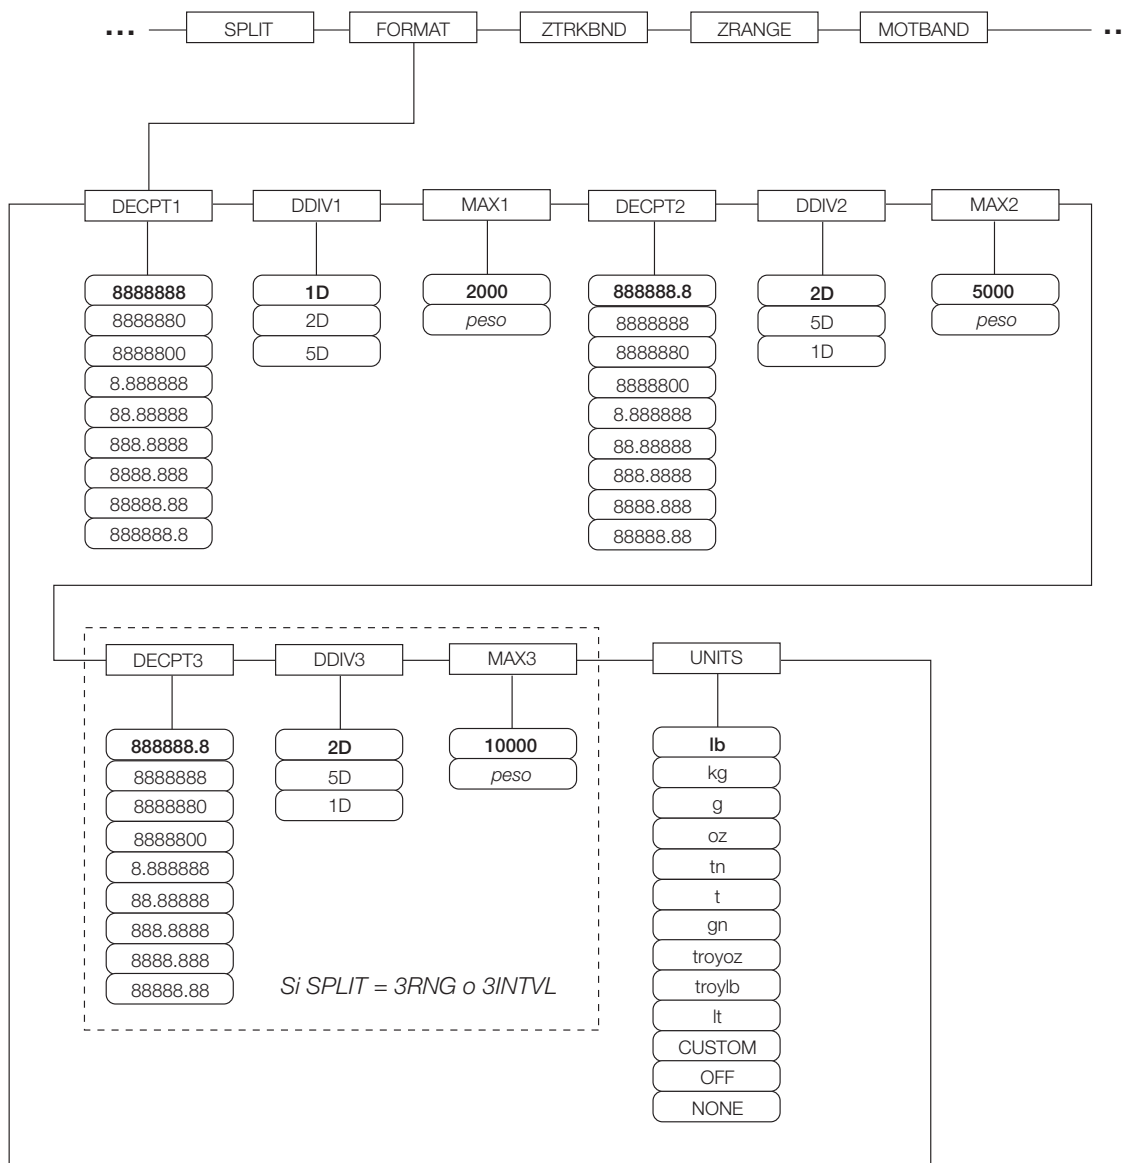 ... SPLIT FORMAT ZTRKBND ZRANGE MOTBAND ..
DECPT1 DDIV1 MAX1 DECPT2 DDIV2 MAX2
8888888 1D 2000 888888.8 2D 5000
8888880 2D peso 8888888 5D peso
8888800 5D 8888880 1D
8.888888 8888800
88.88888 8.888888
888.8888 88.88888
8888.888 888.8888
88888.88 8888.888
888888.8 88888.88
DECPT3 DDIV3 MAX3 UNITS
888888.8 2D 10000 lb
8888888 5D peso kg
8888880 1D g
8888800 oz
8.888888 tn
88.88888 t
888.8888 gn
8888.888 troyoz
88888.88 Si SPLIT = 3RNG o 3INTVL troylb
lt
CUSTOM
OFF
NONE